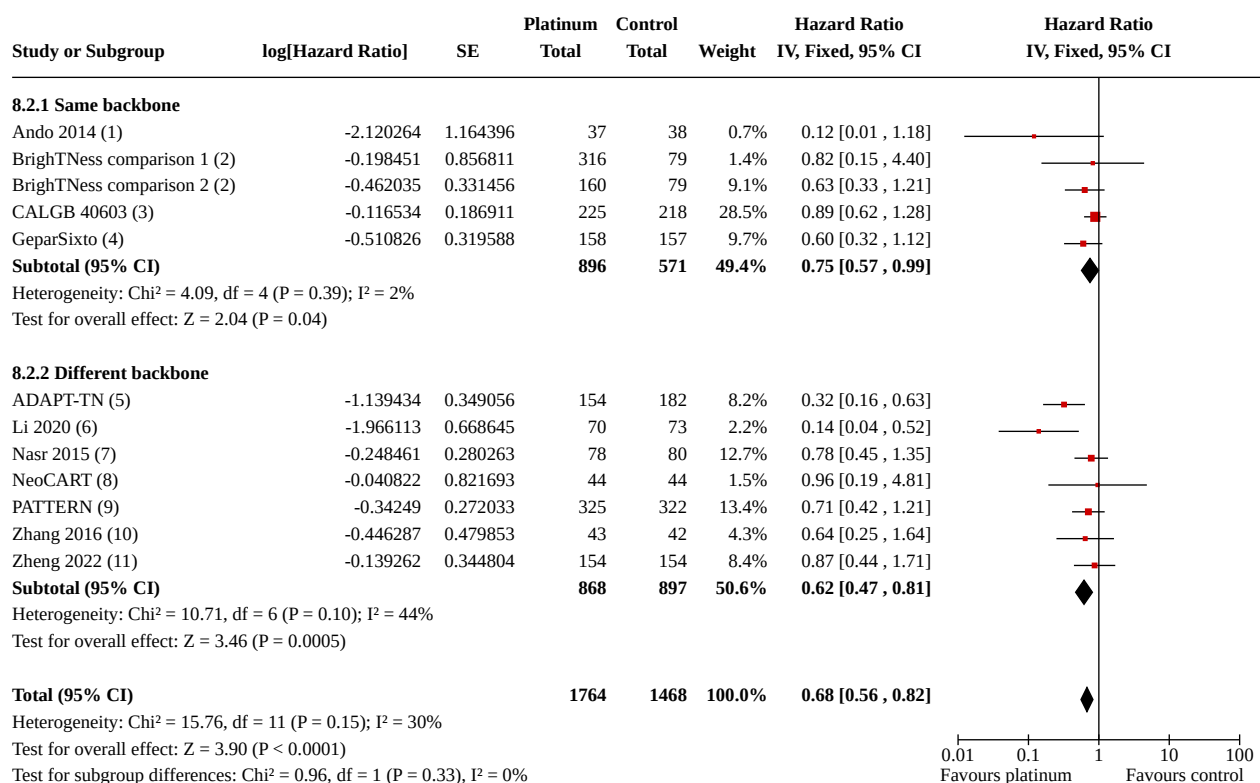 Platinum Control Hazard Ratio Hazard Ratio
Study or Subgroup log[Hazard Ratio] SE Total Total Weight IV, Fixed, 95% CI IV, Fixed, 95% CI
8.2.1 Same backbone
Ando 2014 (1) -2.120264 1.164396 37 38 0.7% 0.12 [0.01 , 1.18]
BrighTNess comparison 1 (2) -0.198451 0.856811 316 79 1.4% 0.82 [0.15 , 4.40]
BrighTNess comparison 2 (2) -0.462035 0.331456 160 79 9.1% 0.63 [0.33 , 1.21]
CALGB 40603 (3) -0.116534 0.186911 225 218 28.5% 0.89 [0.62 , 1.28]
GeparSixto (4) -0.510826 0.319588 158 157 9.7% 0.60 [0.32 , 1.12]
Subtotal (95% CI) 896 571 49.4% 0.75 [0.57 , 0.99]
Heterogeneity: Chi² = 4.09, df = 4 (P = 0.39); I² = 2%
Test for overall effect: Z = 2.04 (P = 0.04)
8.2.2 Different backbone
ADAPT-TN (5) -1.139434 0.349056 154 182 8.2% 0.32 [0.16 , 0.63]
Li 2020 (6) -1.966113 0.668645 70 73 2.2% 0.14 [0.04 , 0.52]
Nasr 2015 (7) -0.248461 0.280263 78 80 12.7% 0.78 [0.45 , 1.35]
NeoCART (8) -0.040822 0.821693 44 44 1.5% 0.96 [0.19 , 4.81]
PATTERN (9) -0.34249 0.272033 325 322 13.4% 0.71 [0.42 , 1.21]
Zhang 2016 (10) -0.446287 0.479853 43 42 4.3% 0.64 [0.25 , 1.64]
Zheng 2022 (11) -0.139262 0.344804 154 154 8.4% 0.87 [0.44 , 1.71]
Subtotal (95% CI) 868 897 50.6% 0.62 [0.47 , 0.81]
Heterogeneity: Chi² = 10.71, df = 6 (P = 0.10); I² = 44%
Test for overall effect: Z = 3.46 (P = 0.0005)
Total (95% CI) 1764 1468 100.0% 0.68 [0.56 , 0.82]
Heterogeneity: Chi² = 15.76, df = 11 (P = 0.15); I² = 30%
Test for overall effect: Z = 3.90 (P < 0.0001)
Test for subgroup differences: Chi² = 0.96, df = 1 (P = 0.33), I² = 0%
0.01 0.1 1 10 100
Favours platinum Favours control